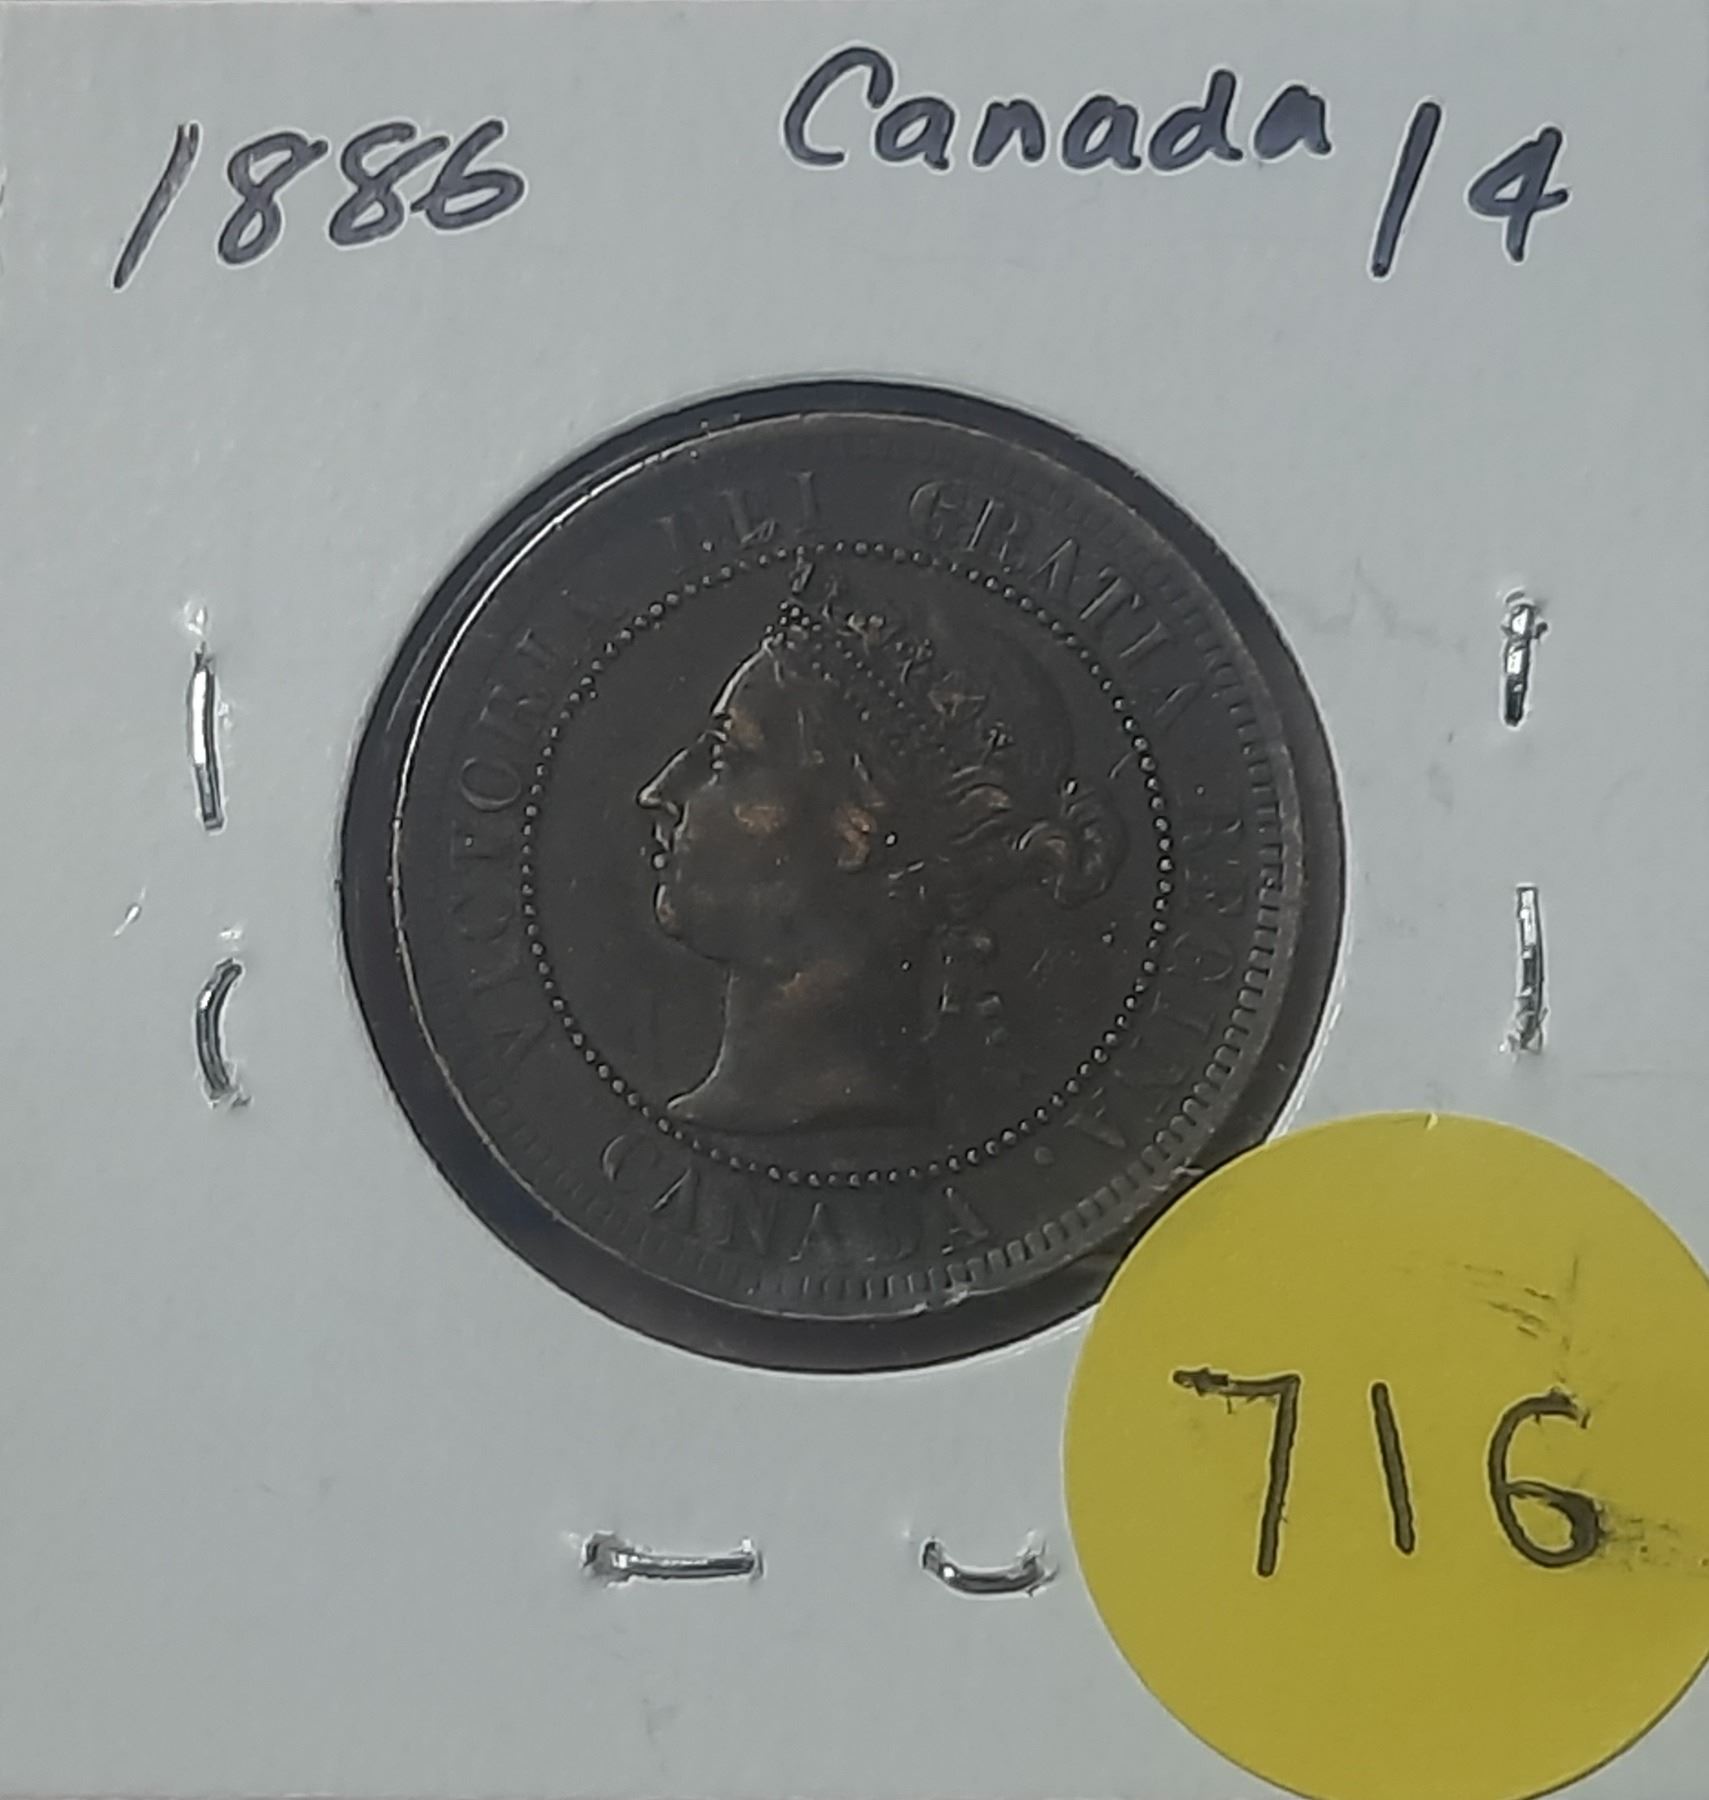 1886 Canada 1¢
VICTORIA DEI GRATIA · REGINA ·
CANADA
716